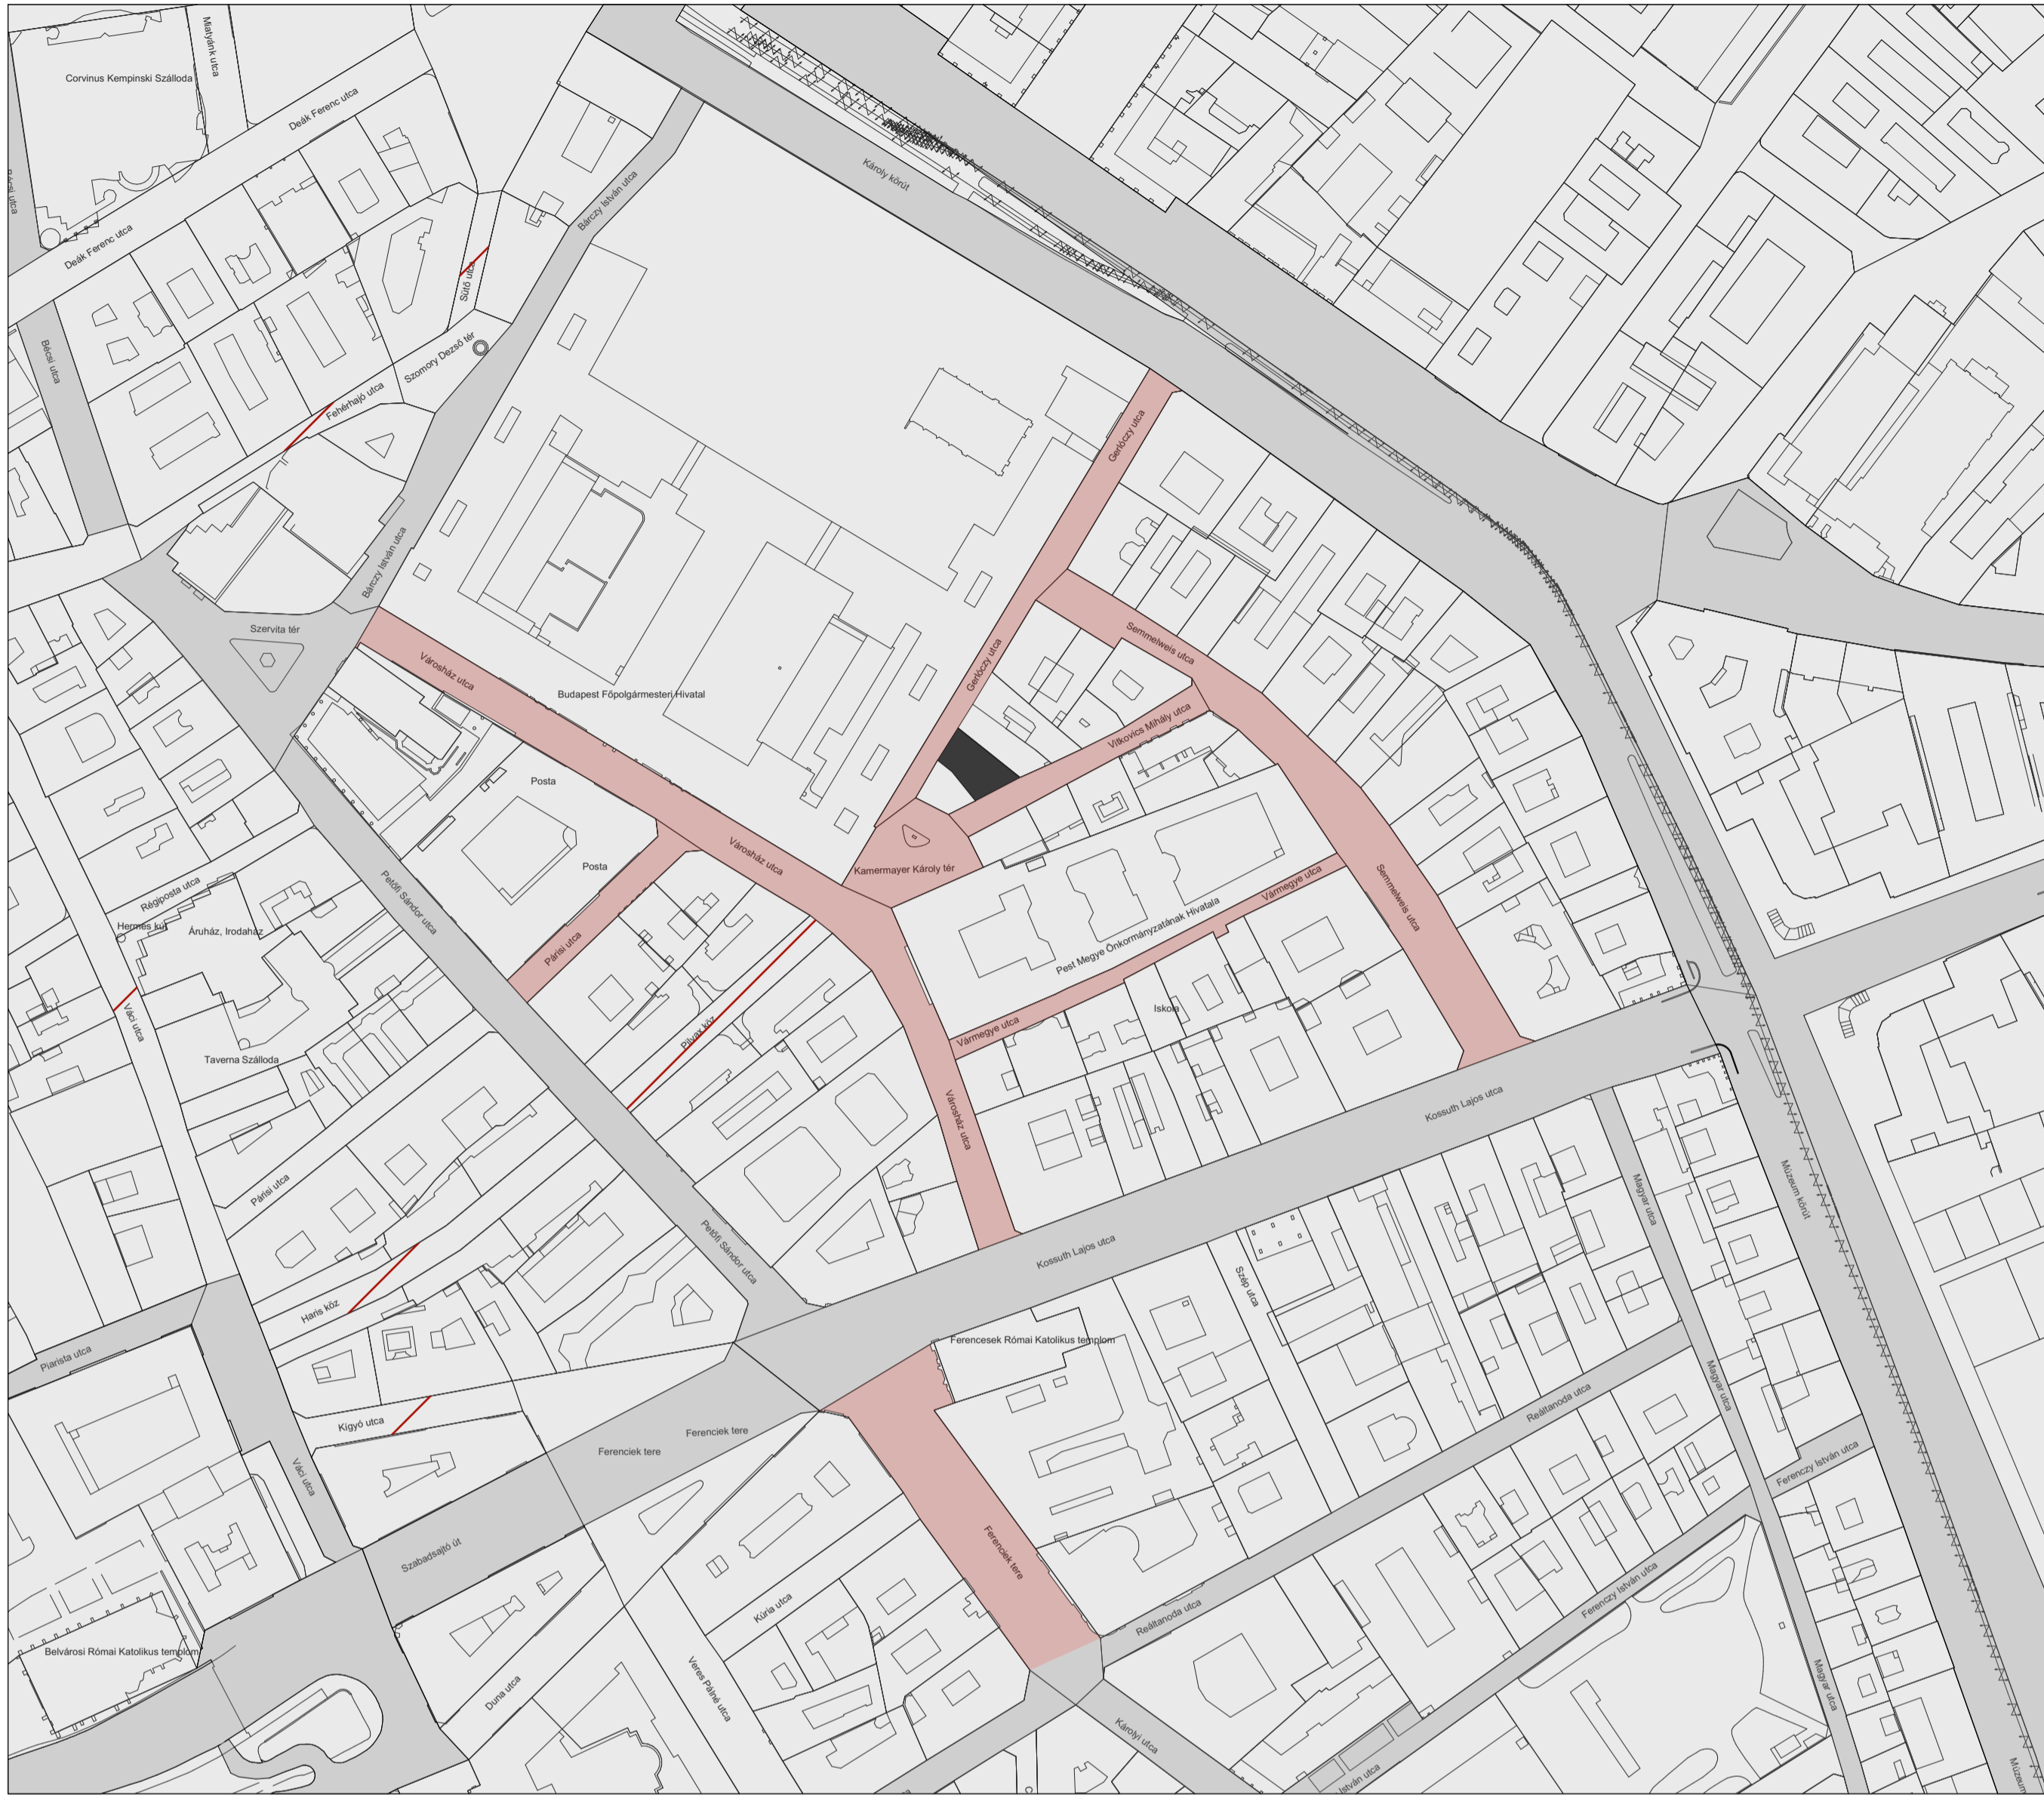 Miatyánk utca
Corvinus Kempinski Szálloda
Deák Ferenc utca
Bécsi utca
Deák Ferenc utca
Károly körút
Bárczy István utca
Sütő utca
Szomory Dezső tér
Bécsi utca
Fehérhajó utca
Gerlóczy utca
Bárczy István utca
Szervita tér
Semmelweis utca
Városház utca
Gerlóczy utca
Budapest Főpolgármesteri Hivatal
Vitkovics Mihály utca
Posta
Városház utca
Posta
Kamermayer Károly tér
Régiposta utca
Petőfi Sándor utca
Vármegye utca
Semmelweis utca
Hermes kút
Áruház, Irodaház
Párisi utca
Pest Megye Önkormányzatának Hivatala
Váci utca
Pilvax köz
Iskola
Vármegye utca
Taverna Szálloda
Városház utca
Kossuth Lajos utca
Párisi utca
Magyar utca
Múzeum körút
Petőfi Sándor utca
Kossuth Lajos utca
Szép utca
Haris köz
Ferencesek Római Katolikus templom
Piarista utca
Magyar utca
Reáltanoda utca
Kígyó utca
Ferenciek tere
Ferenciek tere
Váci utca
Ferenczy István utca
Szabadsajtó út
Ferenciek tere
Ferenczy István utca
Kúria utca
Reáltanoda utca
Belvárosi Római Katolikus templom
Duna utca
Veres Pálné utca
Magyar utca
Károlyi utca
István utca
Múzeum